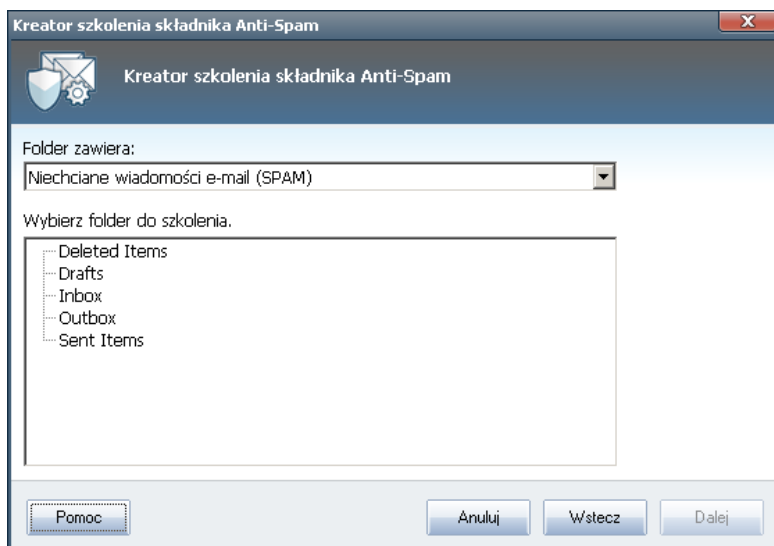 Kreator szkolenia składnika Anti-Spam
Kreator szkolenia składnika Anti-Spam
Folder zawiera:
Niechciane wiadomości e-mail (SPAM)
Wybierz folder do szkolenia.
Deleted Items
Drafts
Inbox
Outbox
Sent Items
Pomoc Anuluj Wstecz Dalej